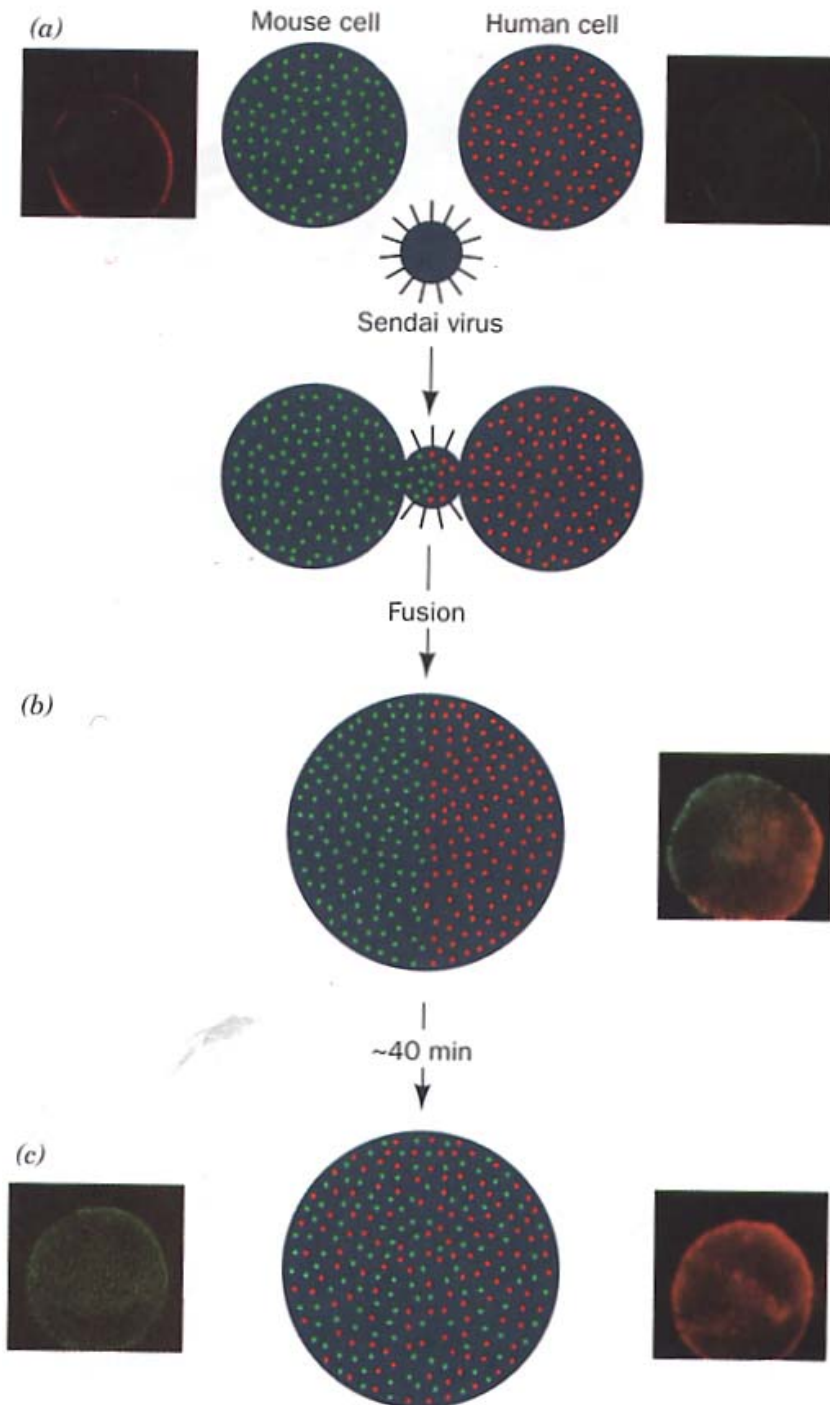 (a)
Mouse cell
Human cell
Sendai virus
Fusion
(b)
~40 min
(c)